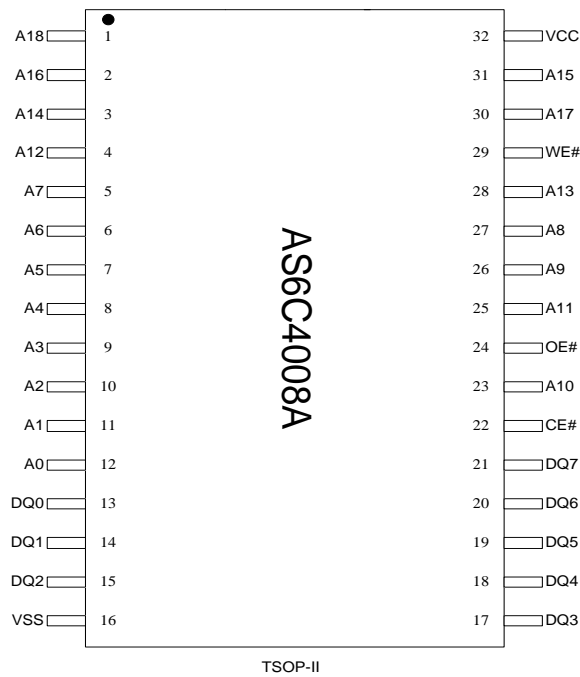 A18 1 32 VCC
A16 2 31 A15
A14 3 30 A17
A12 4 29 WE#
A7 5 28 A13
A6 6 27 A8
A5 7 26 A9
A4 8 25 A11
A3 9 24 OE#
A2 10 23 A10
A1 11 22 CE#
A0 12 21 DQ7
DQ0 13 20 DQ6
DQ1 14 19 DQ5
DQ2 15 18 DQ4
VSS 16 17 DQ3
AS6C4008A
TSOP-II